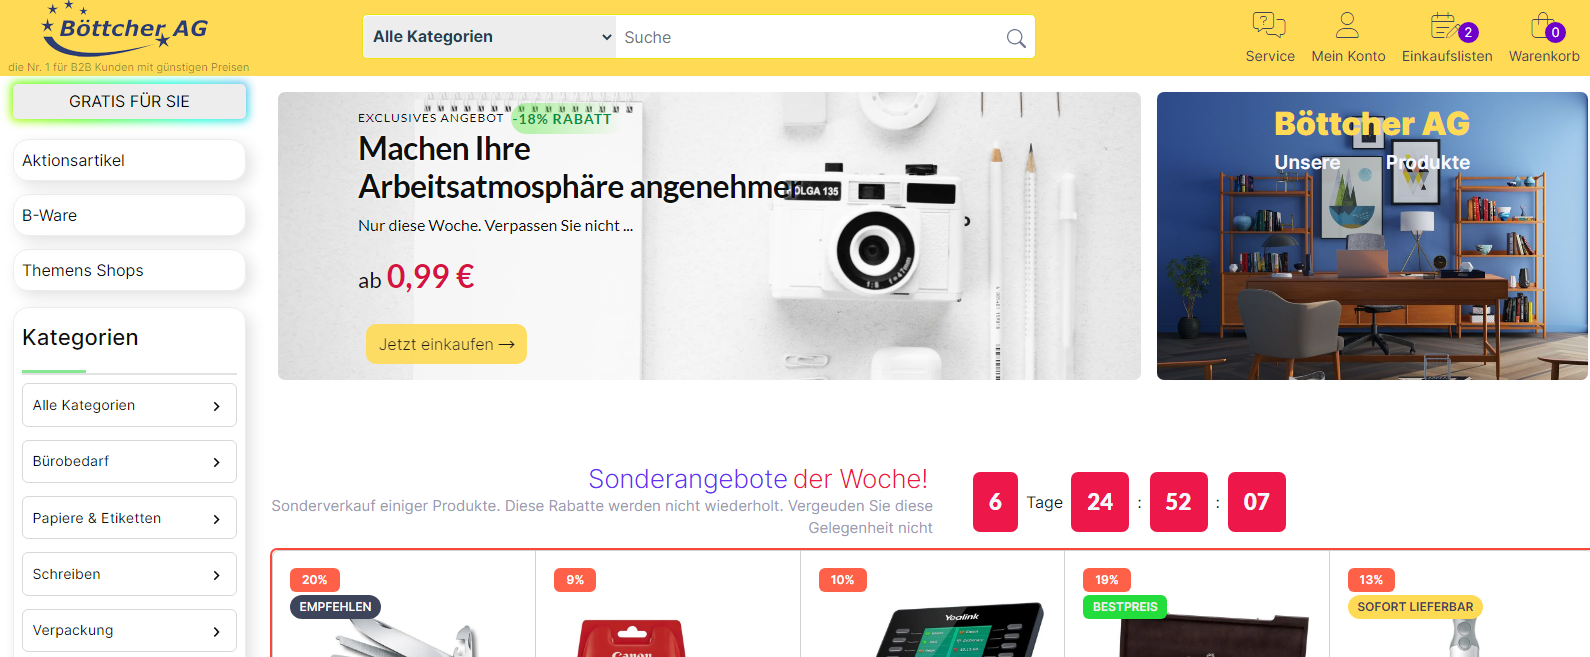 Böttcher AG
die Nr. 1 für B2B Kunden mit günstigen Preisen
Alle Kategorien
Suche
Service
Mein Konto
2
Einkaufslisten
0
Warenkorb
GRATIS FÜR SIE
Aktionsartikel
B-Ware
Themens Shops
Kategorien
Alle Kategorien
Bürobedarf
Papiere & Etiketten
Schreiben
Verpackung
EXCLUSIVES ANGEBOT -18% RABATT
Machen Ihre
Arbeitsatmosphäre angenehmer
Nur diese Woche. Verpassen Sie nicht ...
ab 0,99 €
Jetzt einkaufen →
OLGA 135
Böttcher AG
Unsere Produkte
Sonderangebote der Woche!
Sonderverkauf einiger Produkte. Diese Rabatte werden nicht wiederholt. Vergeuden Sie diese
Gelegenheit nicht
6 Tage 24 : 52 : 07
20%
EMPFEHLEN
9%
Canon
10%
Yealink
19%
BESTPREIS
13%
SOFORT LIEFERBAR